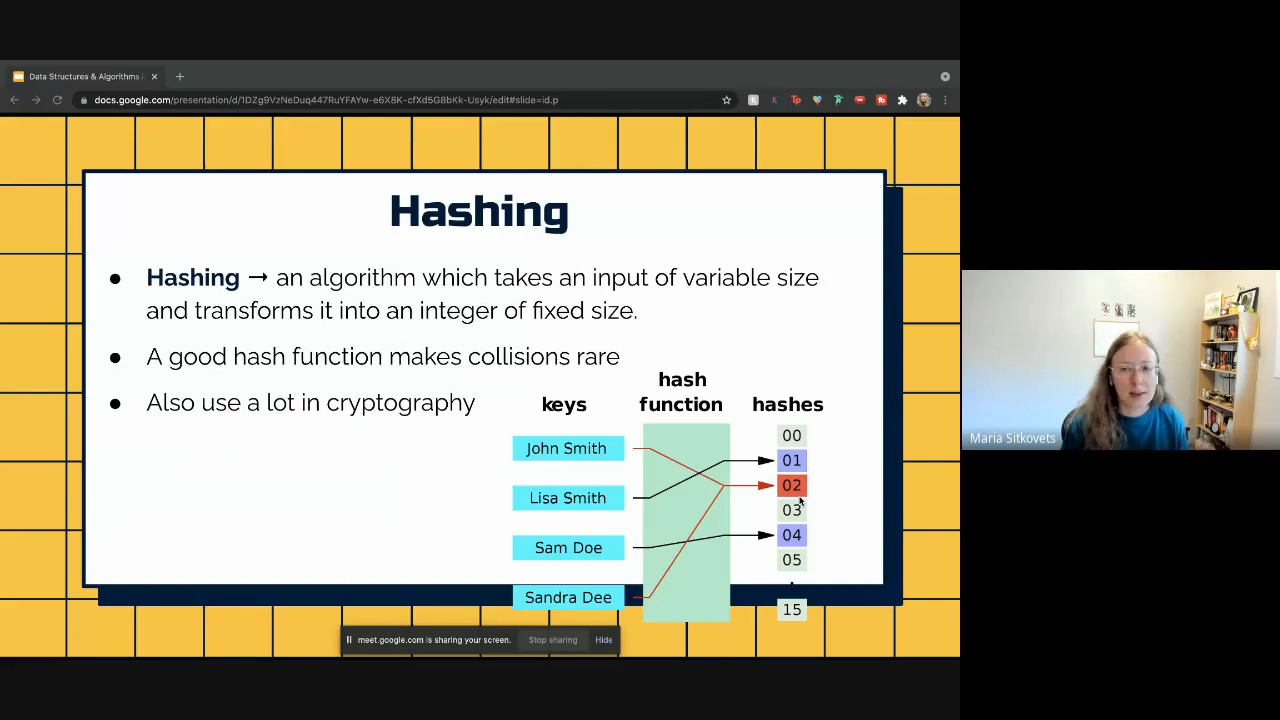 Data Structures & Algorithms i
docs.google.com/presentation/d/1DZg9VzNeDuq447RuYFAYw-e6X8K-cfXd5G8bKk-Usyk/edit#slide=id.p
Hashing
● Hashing → an algorithm which takes an input of variable size
and transforms it into an integer of fixed size.
● A good hash function makes collisions rare
● Also use a lot in cryptography
keys
hash
function
hashes
John Smith
Lisa Smith
Sam Doe
Sandra Dee
00
01
02
03
04
05
:
15
meet.google.com is sharing your screen. Stop sharing Hide
Maria Sitkovets